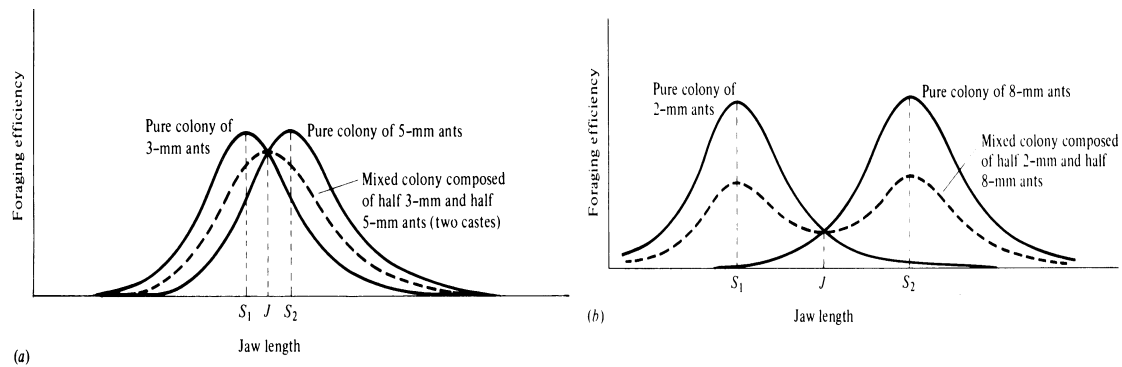 Foraging efficiency
Pure colony of
3-mm ants
Pure colony of 5-mm ants
Mixed colony composed
of half 3-mm and half
5-mm ants (two castes)
S1 J S2
Jaw length
(a)
Foraging efficiency
Pure colony of
2-mm ants
Pure colony of 8-mm ants
Mixed colony composed
of half 2-mm and half
8-mm ants
S1 J S2
Jaw length
(b)